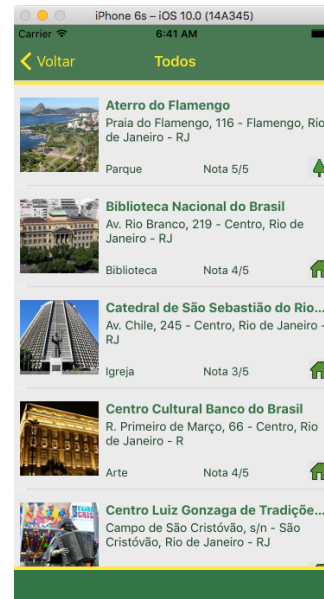 iPhone 6s – iOS 10.0 (14A345)
Carrier 6:41 AM
Voltar Todos
Aterro do Flamengo
Praia do Flamengo, 116 - Flamengo, Rio
de Janeiro - RJ
Parque Nota 5/5
Biblioteca Nacional do Brasil
Av. Rio Branco, 219 - Centro, Rio de
Janeiro - RJ
Biblioteca Nota 4/5
Catedral de São Sebastião do Rio...
Av. Chile, 245 - Centro, Rio de Janeiro -
RJ
Igreja Nota 3/5
Centro Cultural Banco do Brasil
R. Primeiro de Março, 66 - Centro, Rio
de Janeiro - R
Arte Nota 4/5
Centro Luiz Gonzaga de Tradiçõe...
Campo de São Cristóvão, s/n - São
Cristóvão, Rio de Janeiro - RJ